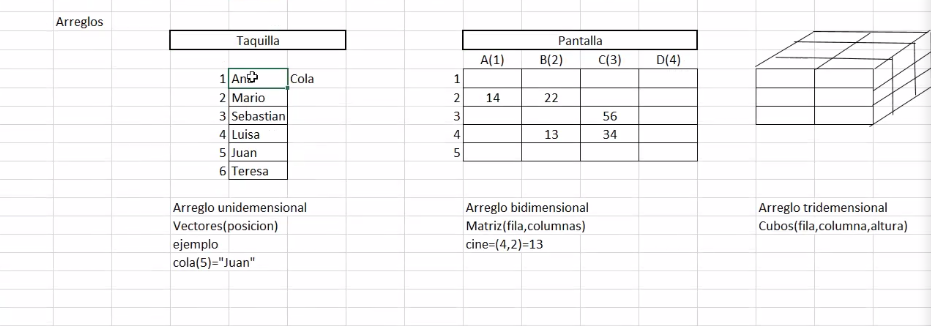 Arreglos
Taquilla
1 An Cola
2 Mario
3 Sebastian
4 Luisa
5 Juan
6 Teresa
Arreglo unidemensional
Vectores(posicion)
ejemplo
cola(5)="Juan"
Pantalla
A(1) B(2) C(3) D(4)
1
2 14 22
3 56
4 13 34
5
Arreglo bidimensional
Matriz(fila,columnas)
cine=(4,2)=13
Arreglo tridemensional
Cubos(fila,columna,altura)